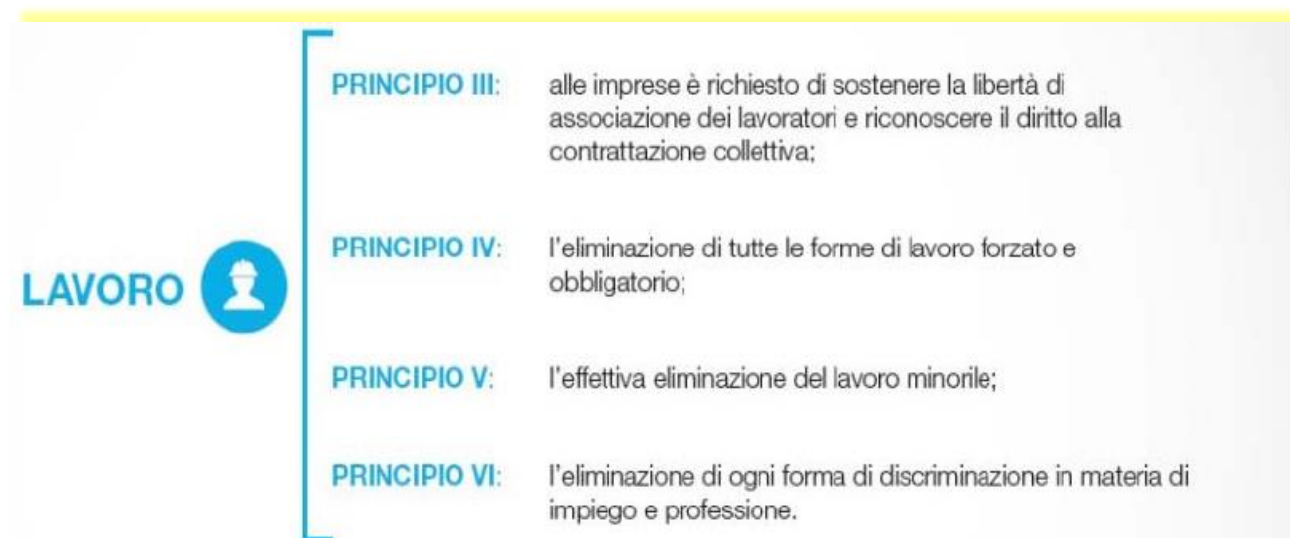 PRINCIPIO III: alle imprese è richiesto di sostenere la libertà di
associazione dei lavoratori e riconoscere il diritto alla
contrattazione collettiva;
PRINCIPIO IV: l'eliminazione di tutte le forme di lavoro forzato e
obbligatorio;
LAVORO
PRINCIPIO V: l'effettiva eliminazione del lavoro minorile;
PRINCIPIO VI: l'eliminazione di ogni forma di discriminazione in materia di
impiego e professione.